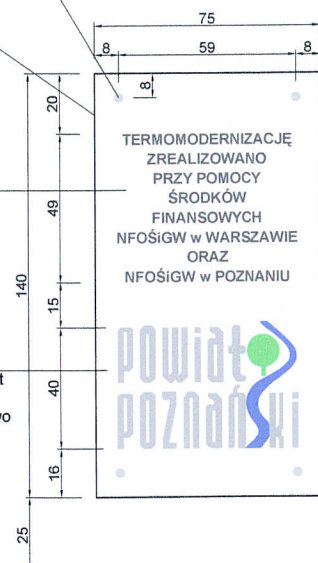 75
8 59 8
8
20
TERMOMODERNIZACJĘ
ZREALIZOWANO
PRZY POMOCY
ŚRODKÓW
FINANSOWYCH
NFOŚiGW w WARSZAWIE
ORAZ
NFOŚiGW w POZNANIU
49
140
15
powiat
poznański
40
16
25